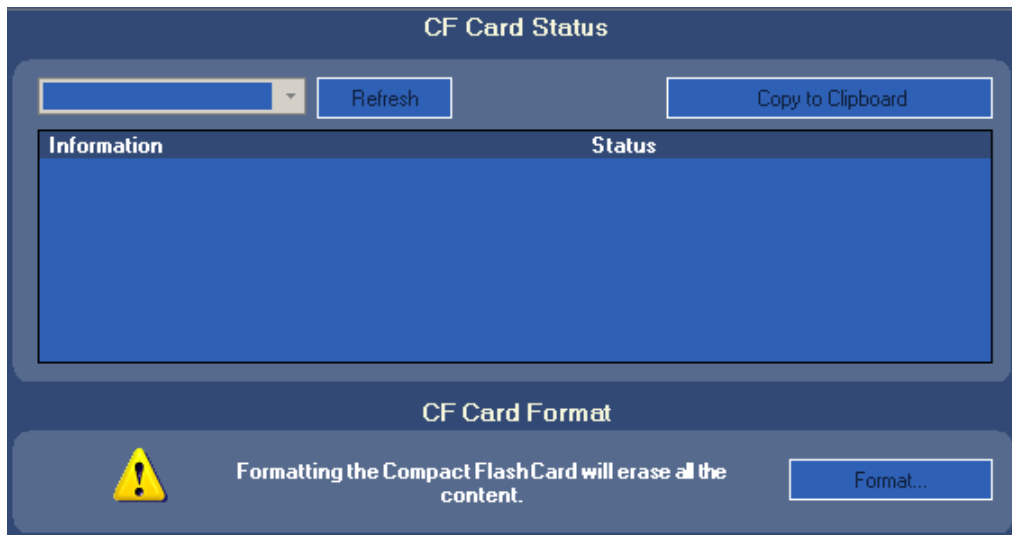 CF Card Status
Refresh
Copy to Clipboard
Information Status
CF Card Format
Formatting the Compact Flash Card will erase all the
content.
Format...